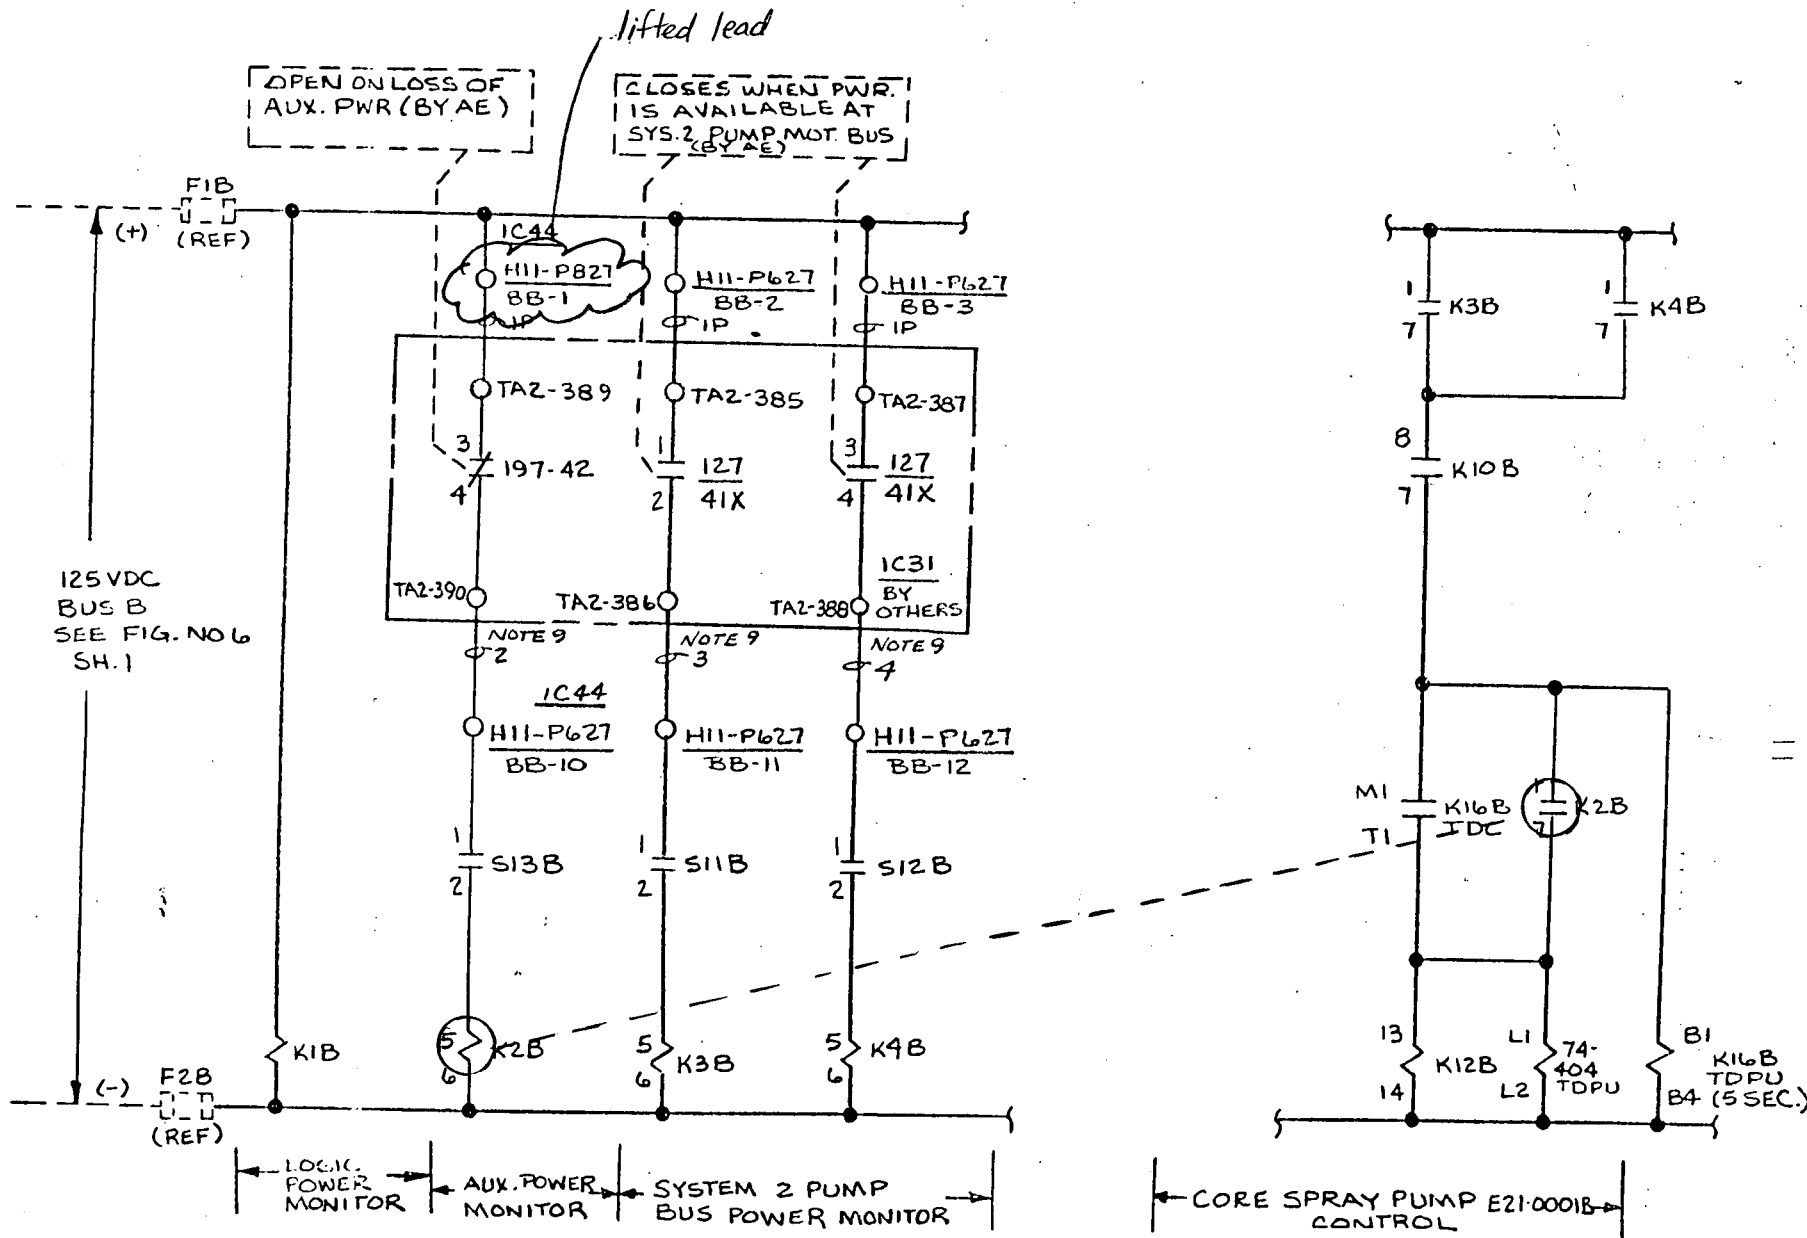 lifted lead
OPEN ON LOSS OF
AUX. PWR (BY AE)
CLOSES WHEN PWR.
IS AVAILABLE AT
SYS.2 PUMP MOT. BUS
(BY AE)
F1B
(+)
(REF)
1C44
H11-P827
BB-1
1P
H11-P627
BB-2
1P
H11-P627
BB-3
1P
1
K3B
7
1
K4B
7
TA2-389
TA2-385
TA2-387
3
197-42
4
1
127
41X
2
3
127
41X
4
8
K10B
7
125 VDC
BUS B
SEE FIG. NO 6
SH. 1
TA2-390
TA2-386
TA2-388
1C31
BY
OTHERS
NOTE 9
2
NOTE 9
3
NOTE 9
4
1C44
H11-P627
BB-10
H11-P627
BB-11
H11-P627
BB-12
M1
K16B
T1
1
K2B
7
1
S13B
2
1
S11B
2
1
S12B
2
K1B
5
K2B
6
5
K3B
6
5
K4B
6
13
K12B
14
L1
74-
404
TDPU
L2
B1
K16B
TDPU
B4 (5 SEC.)
(-)
F2B
(REF)
LOGIC
POWER
MONITOR
AUX. POWER
MONITOR
SYSTEM 2 PUMP
BUS POWER MONITOR
CORE SPRAY PUMP E21-0001B
CONTROL